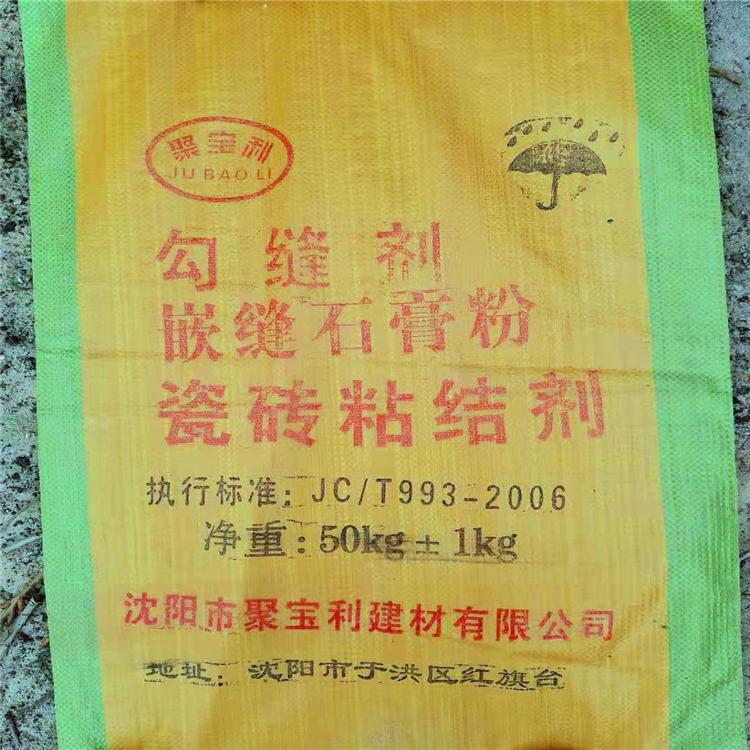 聚宝利
JU BAO LI
勾缝剂
嵌缝石膏粉
瓷砖粘结剂
执行标准: JC/T993-2006
净重: 50kg ± 1kg
沈阳市聚宝利建材有限公司
地址: 沈阳市于洪区红旗台